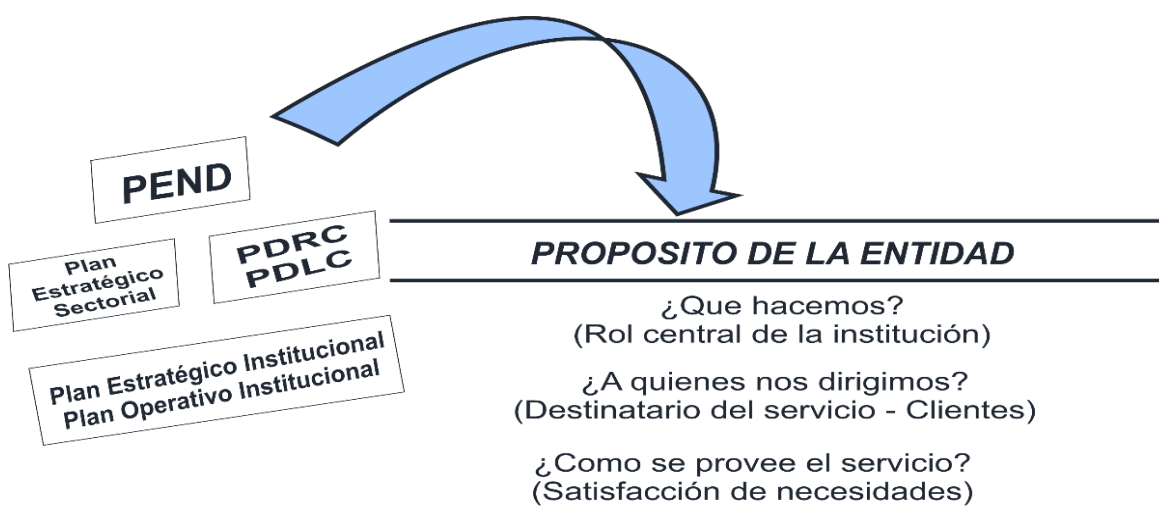 PEND
Plan
Estratégico
Sectorial
PDRC
PDLC
Plan Estratégico Institucional
Plan Operativo Institucional
PROPOSITO DE LA ENTIDAD
¿Que hacemos?
(Rol central de la institución)
¿A quienes nos dirigimos?
(Destinatario del servicio - Clientes)
¿Como se provee el servicio?
(Satisfacción de necesidades)